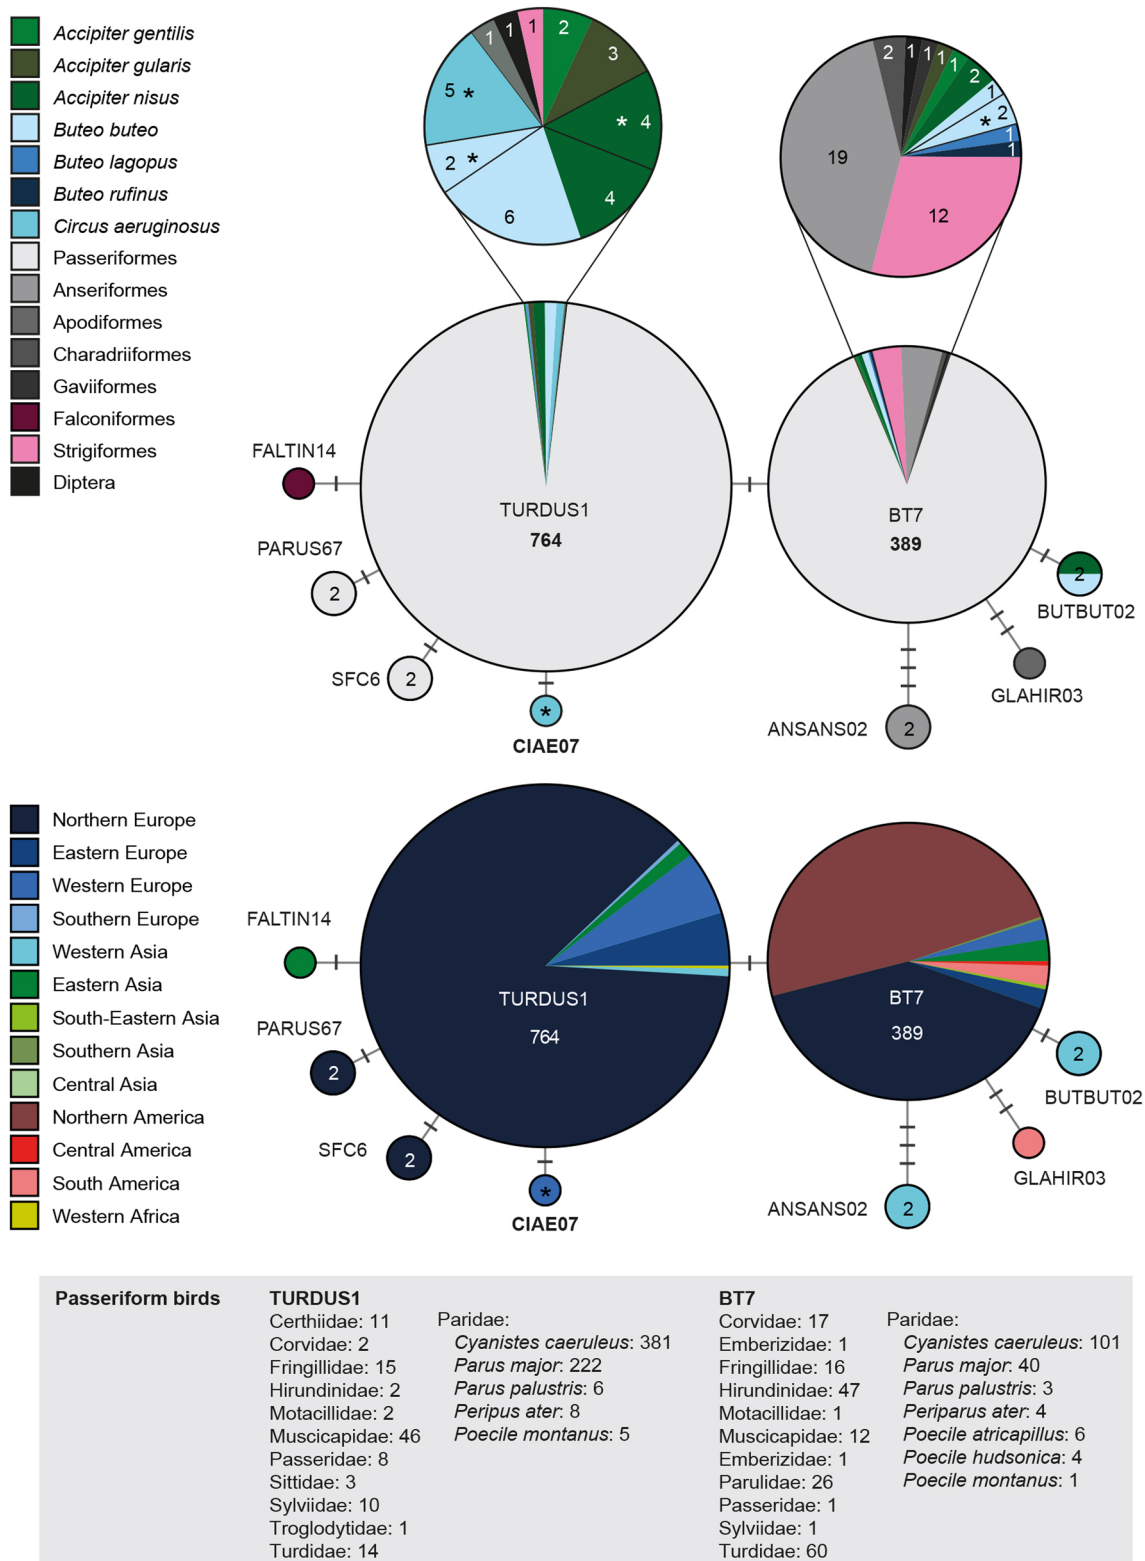 Accipiter gentilis
Accipiter gularis
Accipiter nisus
Buteo buteo
Buteo lagopus
Buteo rufinus
Circus aeruginosus
Passeriformes
Anseriformes
Apodiformes
Charadriiformes
Gaviiformes
Falconiformes
Strigiformes
Diptera
1
1
1
2
3
* 4
4
6
2 *
5 *
2
1
1
1
1
2
1
* 2
1
1
12
19
FALTIN14
PARUS67
2
SFC6
2
TURDUS1
764
*
CIAE07
BT7
389
2
BUTBUT02
GLAHIR03
ANSANS02
2
Northern Europe
Eastern Europe
Western Europe
Southern Europe
Western Asia
Eastern Asia
South-Eastern Asia
Southern Asia
Central Asia
Northern America
Central America
South America
Western Africa
FALTIN14
PARUS67
2
SFC6
2
TURDUS1
764
*
CIAE07
BT7
389
2
BUTBUT02
GLAHIR03
ANSANS02
2
Passeriform birds
TURDUS1
Certhiidae: 11
Corvidae: 2
Fringillidae: 15
Hirundinidae: 2
Motacillidae: 2
Muscicapidae: 46
Passeridae: 8
Sittidae: 3
Sylviidae: 10
Troglodytidae: 1
Turdidae: 14
Paridae:
Cyanistes caeruleus: 381
Parus major: 222
Parus palustris: 6
Peripus ater: 8
Poecile montanus: 5
BT7
Corvidae: 17
Emberizidae: 1
Fringillidae: 16
Hirundinidae: 47
Motacillidae: 1
Muscicapidae: 12
Emberizidae: 1
Parulidae: 26
Passeridae: 1
Sylviidae: 1
Turdidae: 60
Paridae:
Cyanistes caeruleus: 101
Parus major: 40
Parus palustris: 3
Periparus ater: 4
Poecile atricapillus: 6
Poecile hudsonica: 4
Poecile montanus: 1